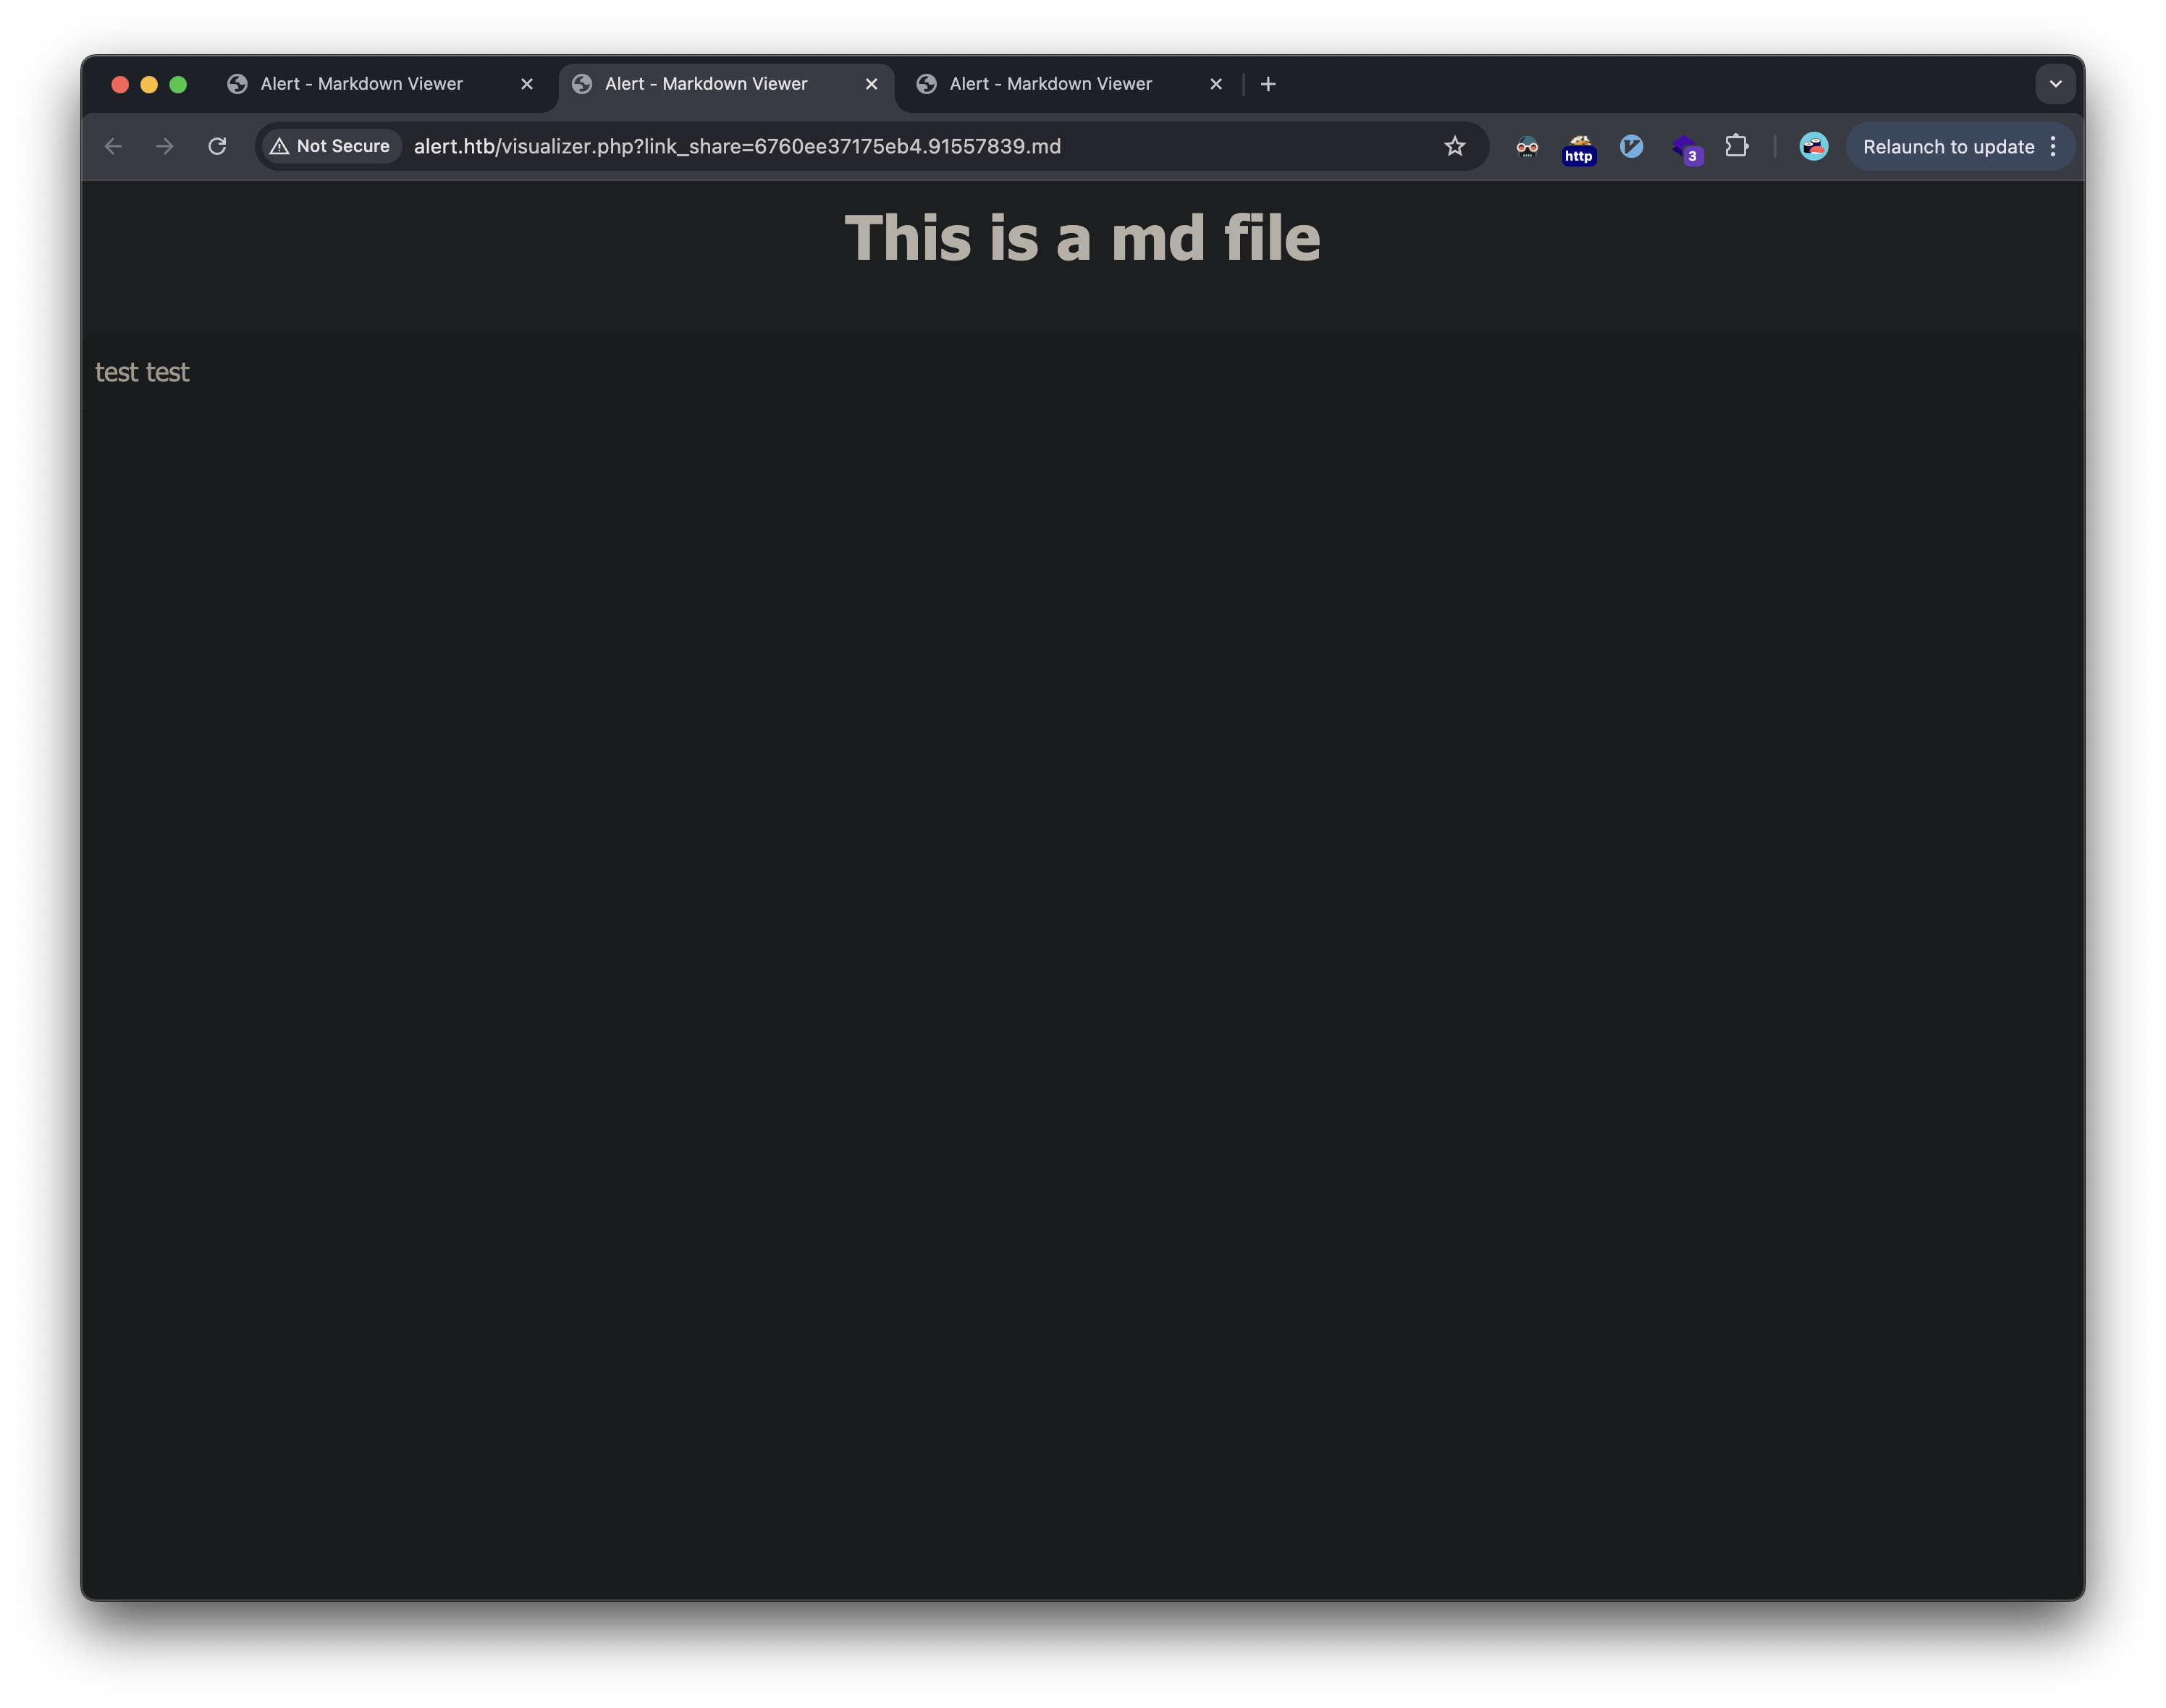 Alert - Markdown Viewer Alert - Markdown Viewer Alert - Markdown Viewer
Not Secure alert.htb/visualizer.php?link_share=6760ee37175eb4.91557839.md http 3 Relaunch to update
This is a md file
test test